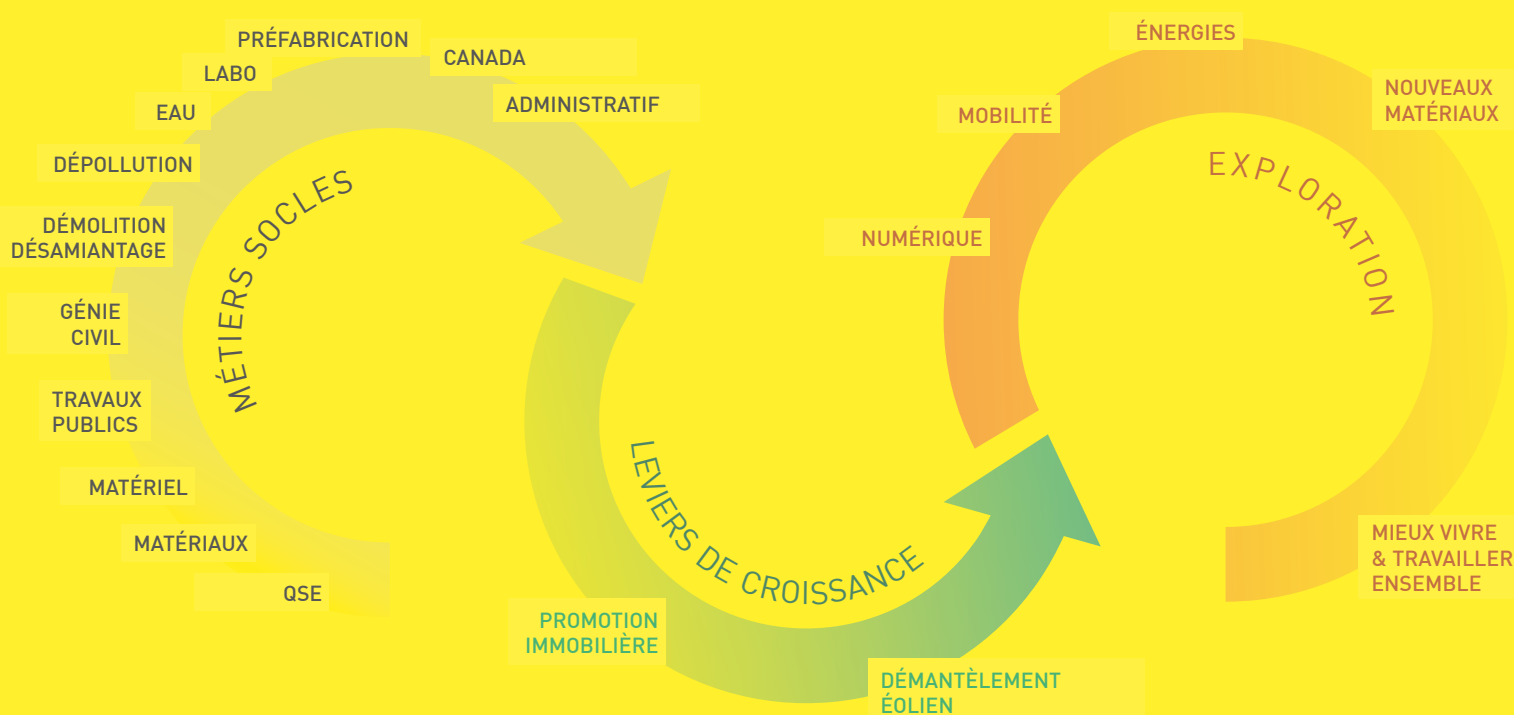 PRÉFABRICATION
CANADA
LABO
ADMINISTRATIF
EAU
DÉPOLLUTION
DÉMOLITION
DÉSAMIANTAGE
GÉNIE
CIVIL
TRAVAUX
PUBLICS
MATÉRIEL
MATÉRIAUX
QSE
MÉTIERS SOCLES
LEVIERS DE CROISSANCE
PROMOTION
IMMOBILIÈRE
DÉMANTÈLEMENT
ÉOLIEN
ÉNERGIES
MOBILITÉ
NUMÉRIQUE
NOUVEAUX
MATÉRIAUX
EXPLORATION
MIEUX VIVRE
& TRAVAILLER
ENSEMBLE